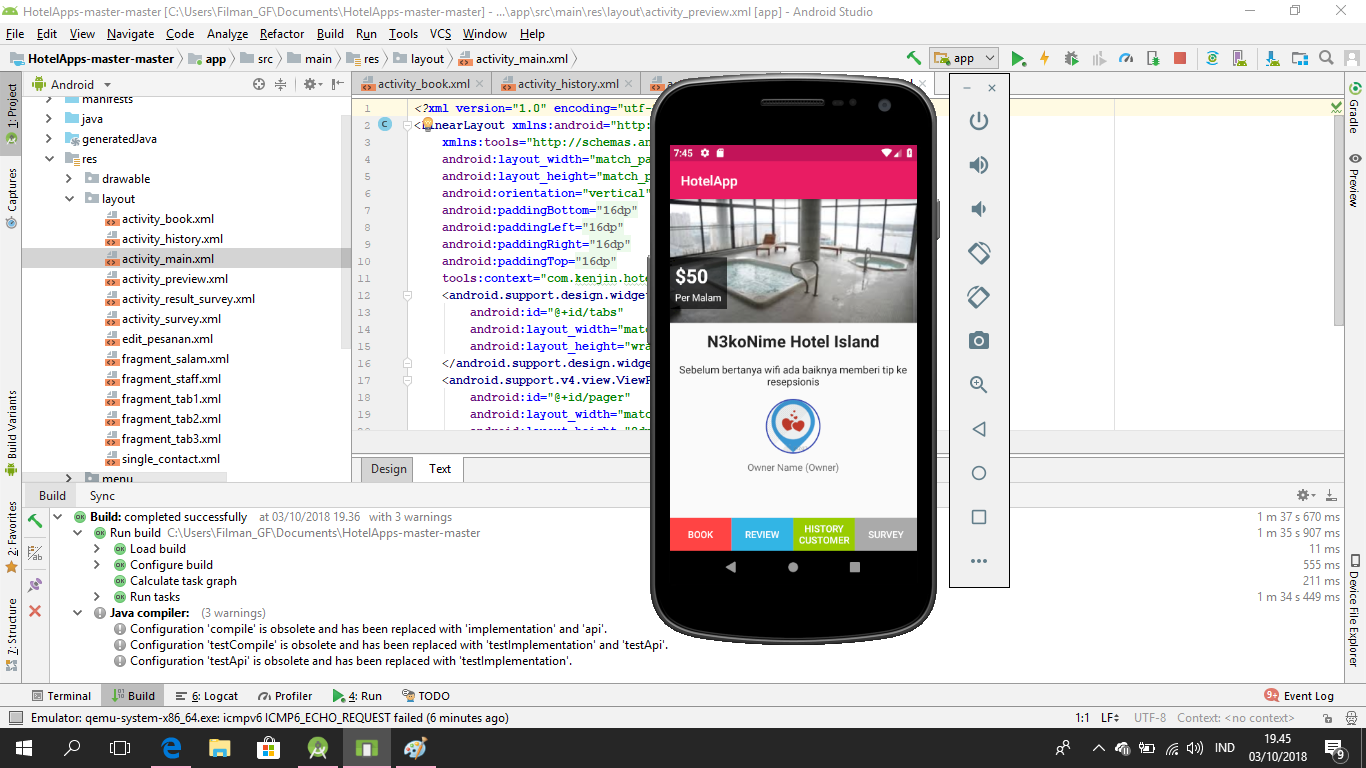 HotelApps-master-master [C:\Users\Filman_GF\Documents\HotelApps-master-master] - ...\app\src\main\res\layout\activity_preview.xml [app] - Android Studio
File Edit View Navigate Code Analyze Refactor Build Run Tools VCS Window Help
HotelApps-master-master app src main res layout activity_main.xml app
Android activity_book.xml activity_history.xml
1: Project
Captures
Build Variants
2: Favorites
7: Structure
manifests
java
generatedJava
res
drawable
layout
activity_book.xml
activity_history.xml
activity_main.xml
activity_preview.xml
activity_result_survey.xml
activity_survey.xml
edit_pesanan.xml
fragment_salam.xml
fragment_staff.xml
fragment_tab1.xml
fragment_tab2.xml
fragment_tab3.xml
single_contact.xml
menu
1 <?xml version="1.0" encoding="utf-
2 C <LinearLayout xmlns:android="http:
3 xmlns:tools="http://schemas.an
4 android:layout_width="match_pa
5 android:layout_height="match_p
6 android:orientation="vertical"
7 android:paddingBottom="16dp"
8 android:paddingLeft="16dp"
9 android:paddingRight="16dp"
10 android:paddingTop="16dp"
11 tools:context="com.kenjin.hote
12 <android.support.design.widget
13 android:id="@+id/tabs"
14 android:layout_width="matc
15 android:layout_height="wra
16 </android.support.design.widge
17 <android.support.v4.view.ViewP
18 android:id="@+id/pager"
19 android:layout_width="matc
Design Text
7:45
HotelApp
$50
Per Malam
N3koNime Hotel Island
Sebelum bertanya wifi ada baiknya memberi tip ke
resepsionis
Owner Name (Owner)
BOOK REVIEW HISTORY CUSTOMER SURVEY
Gradle
Preview
Device File Explorer
Build Sync
Build: completed successfully at 03/10/2018 19.36 with 3 warnings 1 m 37 s 670 ms
Run build C:\Users\Filman_GF\Documents\HotelApps-master-master 1 m 35 s 907 ms
Load build 11 ms
Configure build 555 ms
Calculate task graph 211 ms
Run tasks 1 m 34 s 449 ms
Java compiler: (3 warnings)
Configuration 'compile' is obsolete and has been replaced with 'implementation' and 'api'.
Configuration 'testCompile' is obsolete and has been replaced with 'testImplementation' and 'testApi'.
Configuration 'testApi' is obsolete and has been replaced with 'testImplementation'.
Terminal Build 6: Logcat Profiler 4: Run TODO 9+ Event Log
Emulator: qemu-system-x86_64.exe: icmpv6 ICMP6_ECHO_REQUEST failed (6 minutes ago) 1:1 LF UTF-8 Context: <no context>
IND 19.45
03/10/2018 9